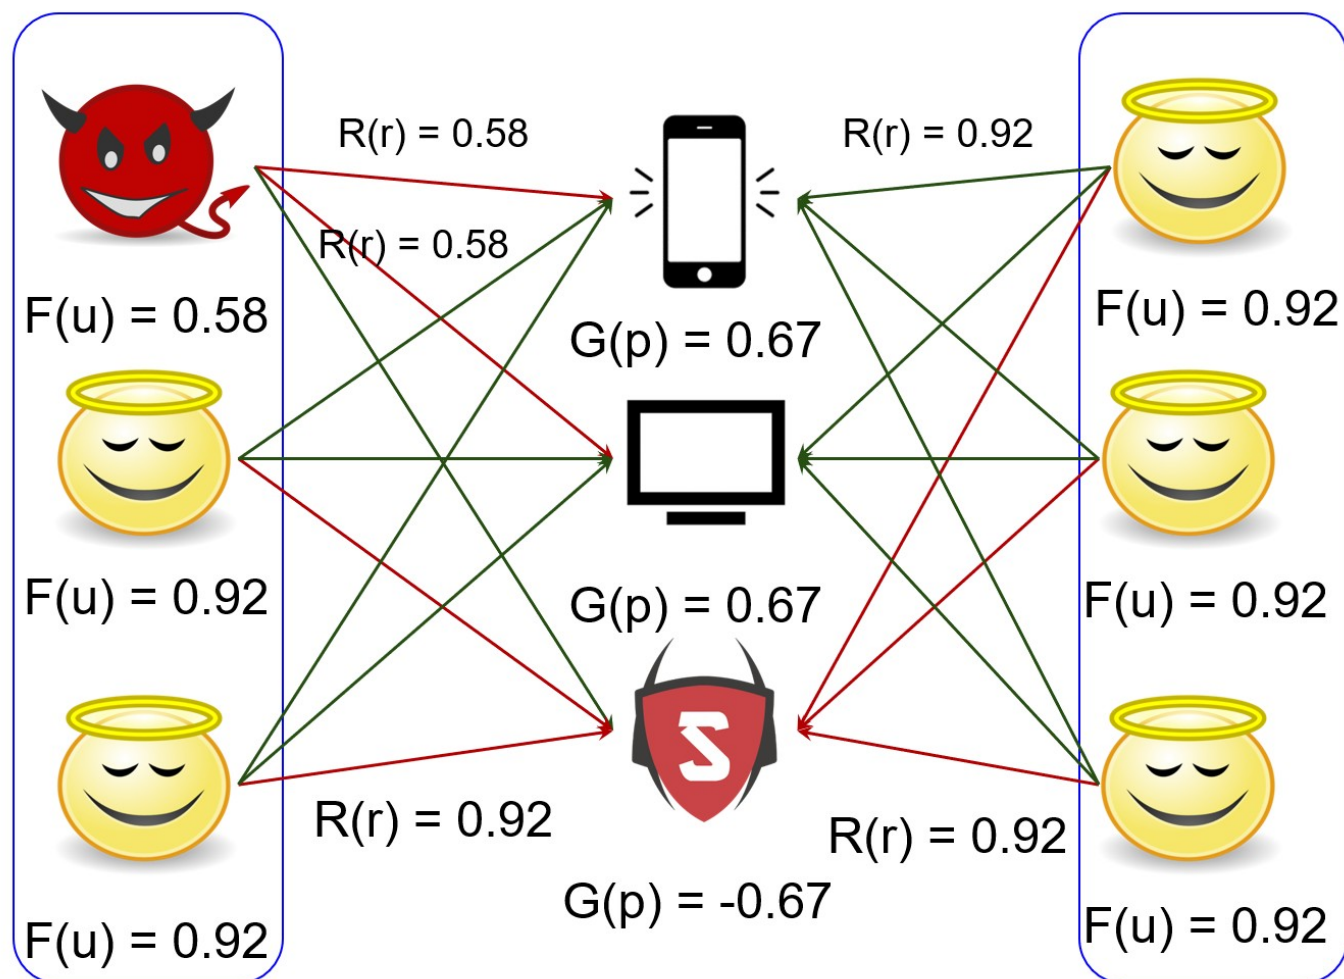 R(r) = 0.58
R(r) = 0.92
R(r) = 0.58
F(u) = 0.58
G(p) = 0.67
F(u) = 0.92
F(u) = 0.92
G(p) = 0.67
F(u) = 0.92
R(r) = 0.92
R(r) = 0.92
G(p) = -0.67
F(u) = 0.92
F(u) = 0.92